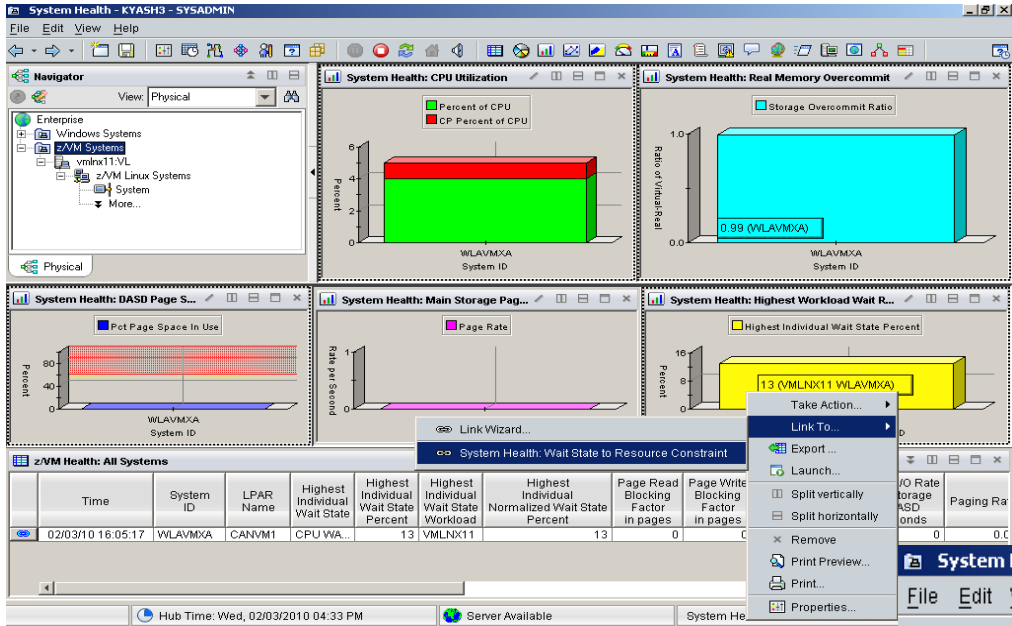 System Health - KYASH3 - SYSADMIN
File Edit View Help
Navigator
View: Physical
Enterprise
Windows Systems
z/VM Systems
vmlnx11:VL
z/VM Linux Systems
System
More...
Physical
System Health: CPU Utilization
Percent of CPU
CP Percent of CPU
Percent
6
4
2
0
WLAVMXA
System ID
System Health: Real Memory Overcommit
Storage Overcommit Ratio
Ratio of Virtual-Real
1.0
0.0
0.99 (WLAVMXA)
WLAVMXA
System ID
System Health: DASD Page S...
Pct Page Space In Use
Percent
80
40
0
WLAVMXA
System ID
System Health: Main Storage Pag...
Page Rate
Rate per Second
1
0
System Health: Highest Workload Wait R...
Highest Individual Wait State Percent
Percent
16
8
0
13 (VMLNX11 WLAVMXA)
Take Action...
Link To...
Export ...
Launch...
Split vertically
Split horizontally
Remove
Print Preview...
Print...
Properties...
Link Wizard...
System Health: Wait State to Resource Constraint
z/VM Health: All Systems
Time
System ID
LPAR Name
Highest Individual Wait State
Highest Individual Wait State Percent
Highest Individual Wait State Workload
Highest Individual Normalized Wait State Percent
Page Read Blocking Factor in pages
Page Write Blocking Factor in pages
Paging Ra
02/03/10 16:05:17 WLAVMXA CANVM1 CPU WA... 13 VMLNX11 13 0 0 0.0
Hub Time: Wed, 02/03/2010 04:33 PM
Server Available
System He
System
File Edit